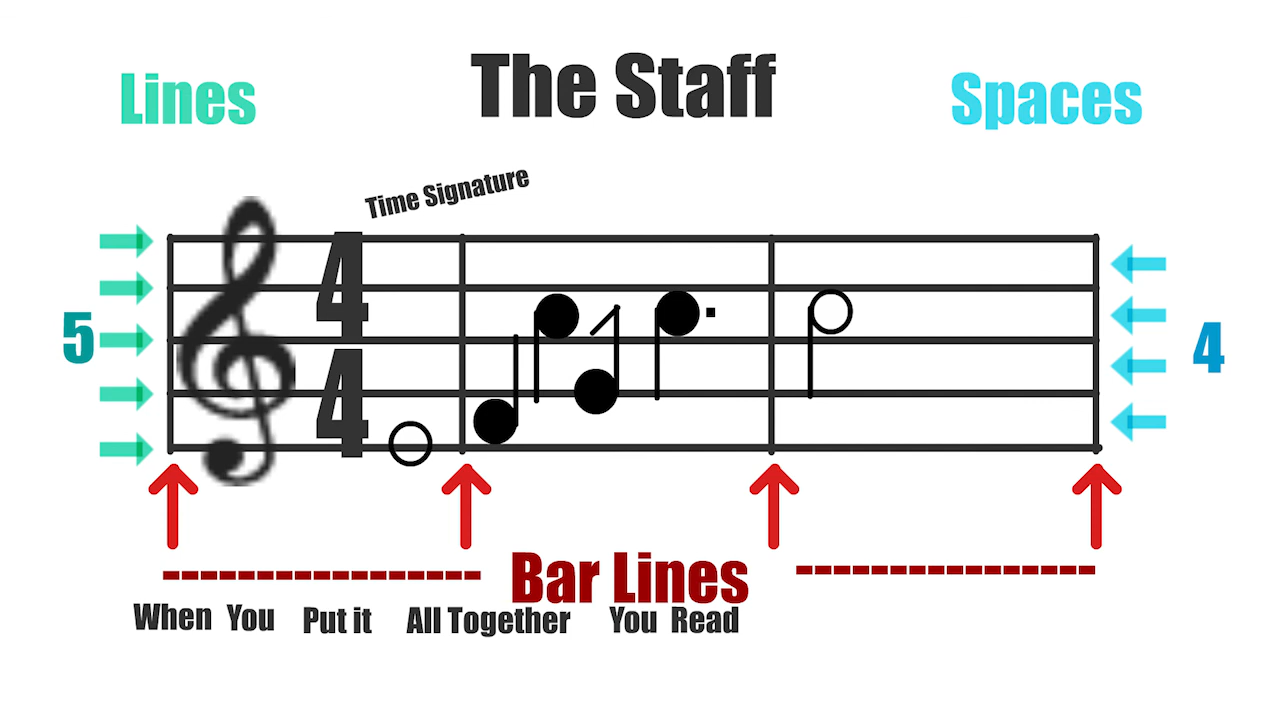 The Staff
Lines
Spaces
Time Signature
4
4
5
4
Bar Lines
When You Put it All Together You Read